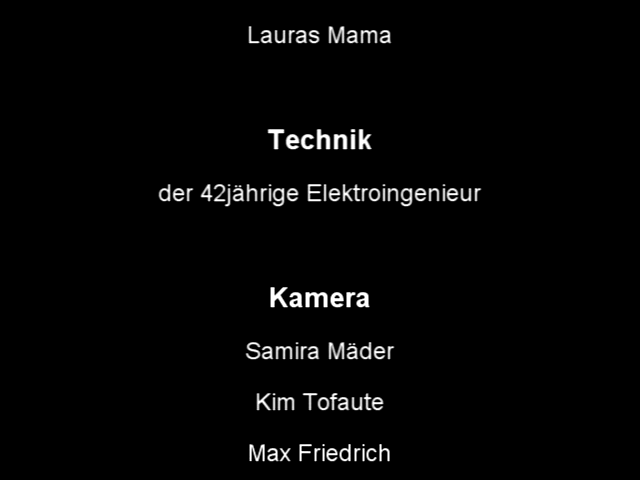 Lauras Mama
Technik
der 42jährige Elektroingenieur
Kamera
Samira Mäder
Kim Tofaute
Max Friedrich